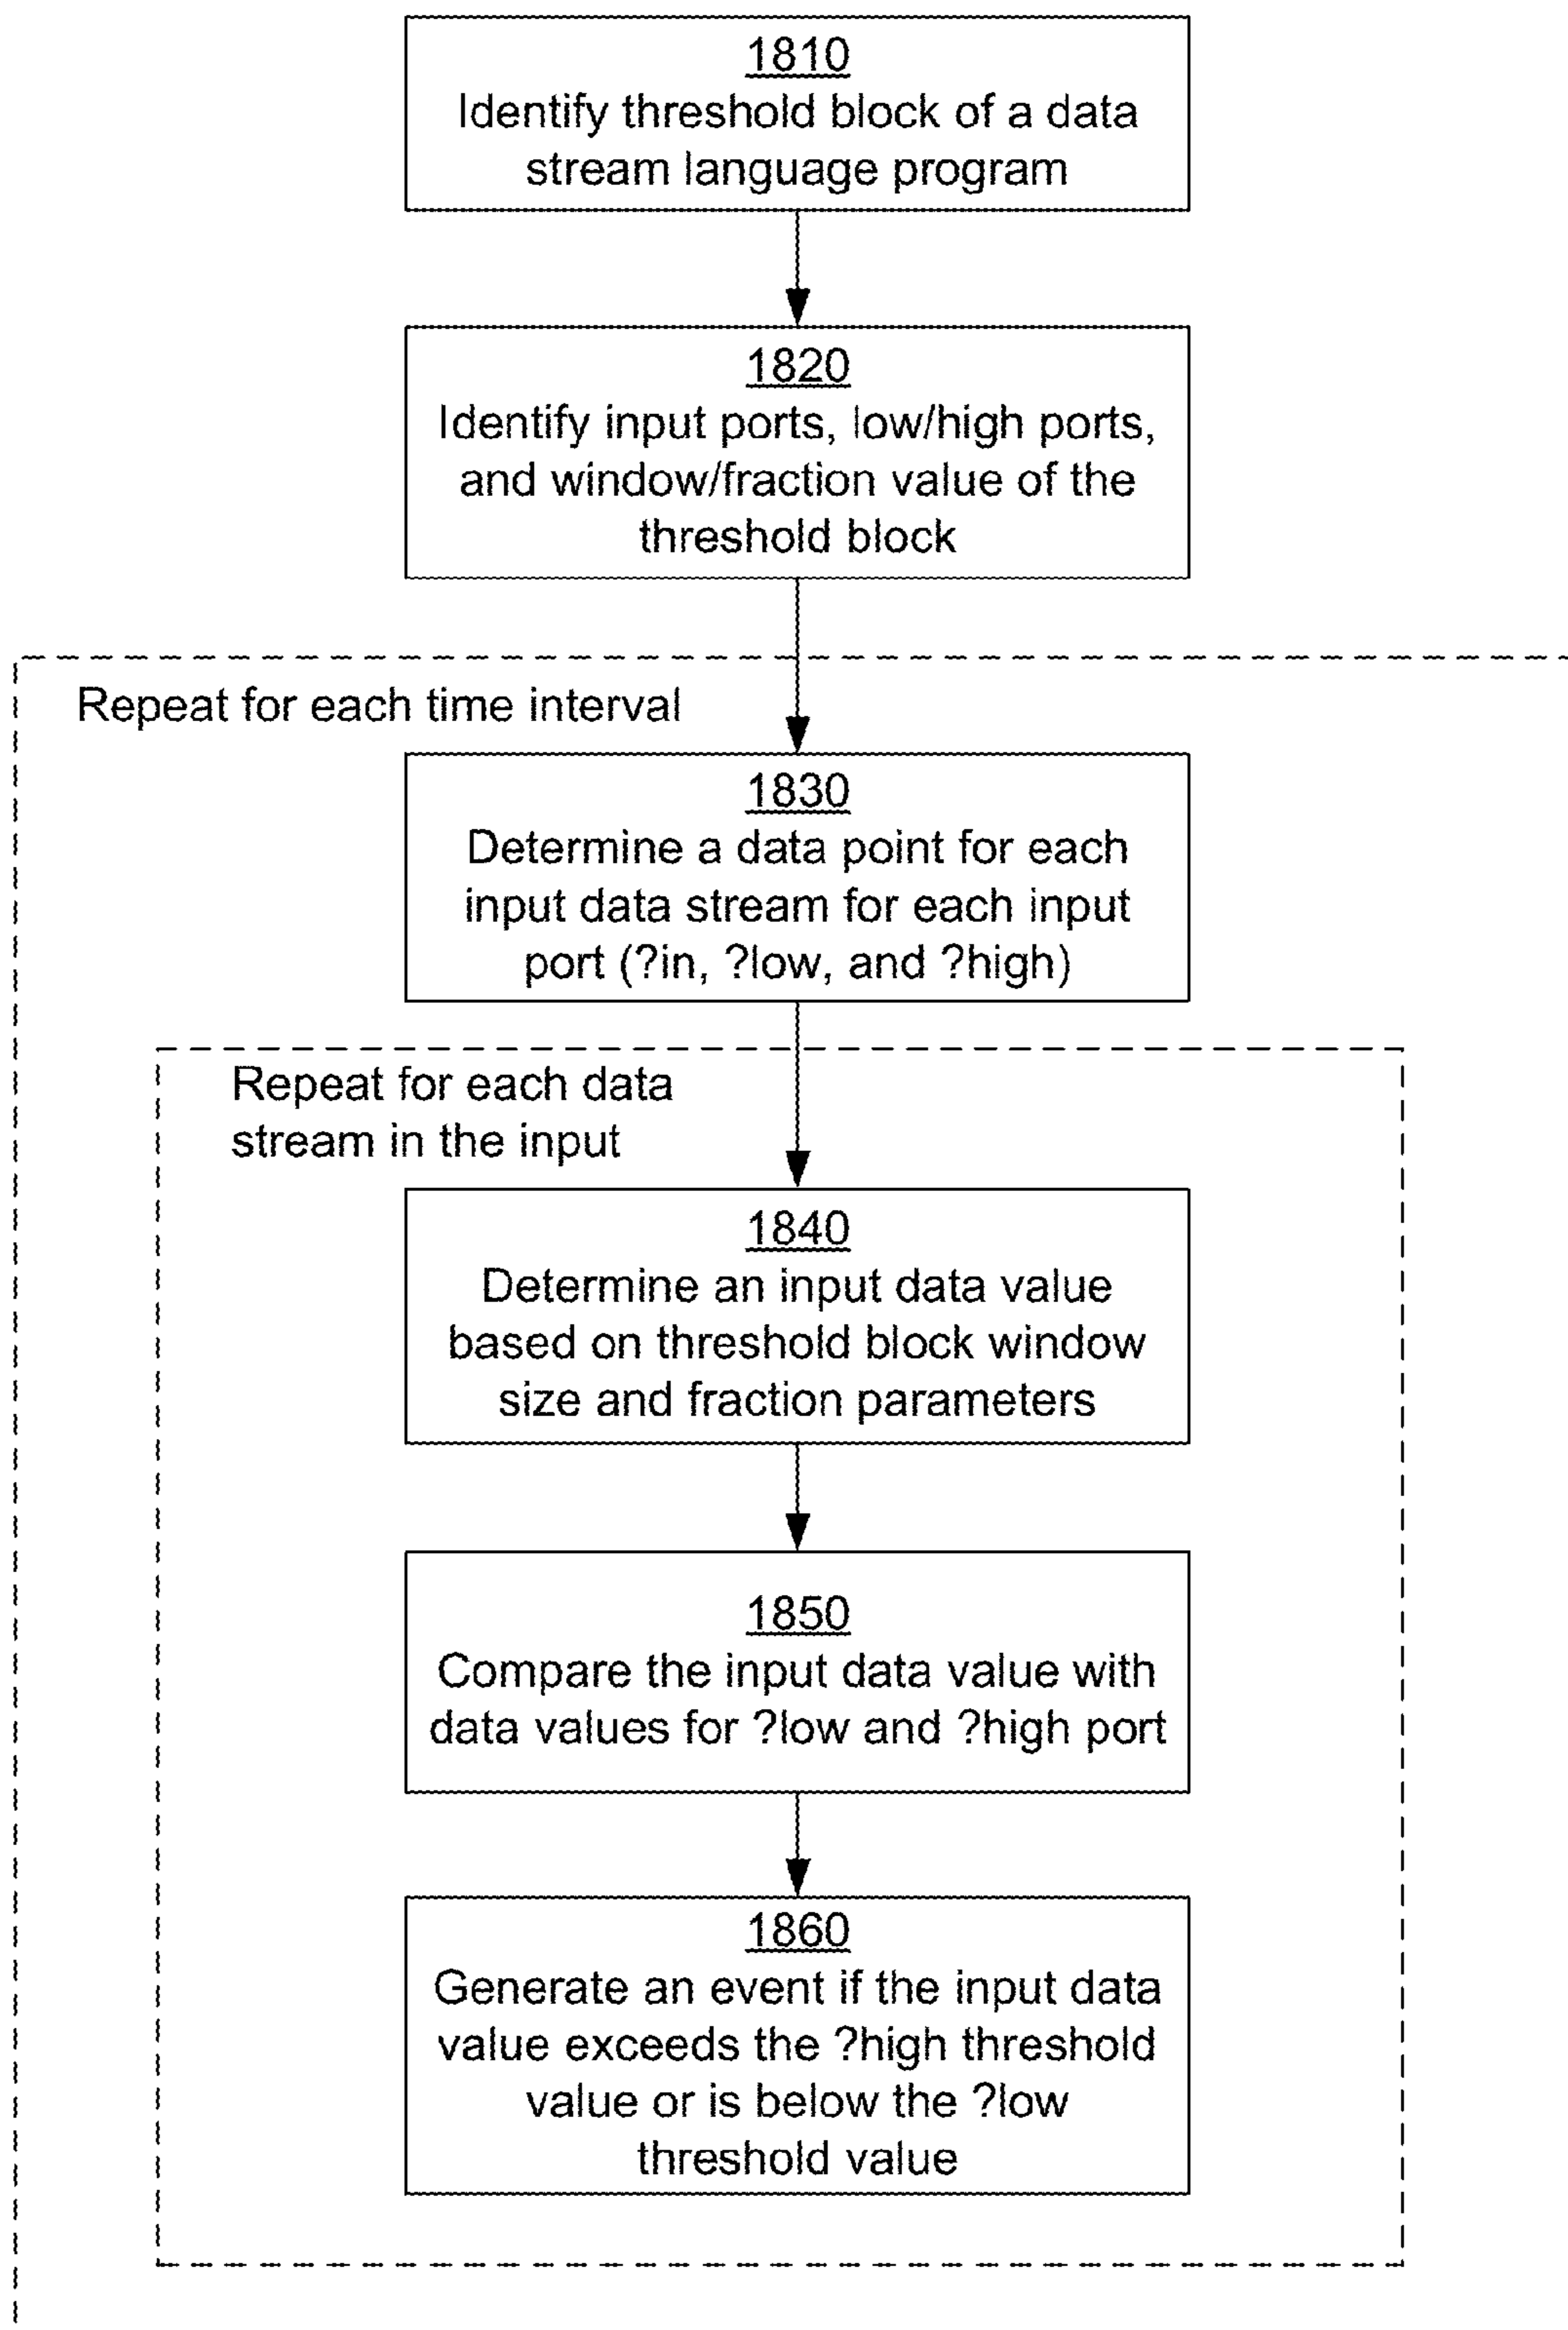 1810
Identify threshold block of a data
stream language program
1820
Identify input ports, low/high ports,
and window/fraction value of the
threshold block
Repeat for each time interval
1830
Determine a data point for each
input data stream for each input
port (?in, ?low, and ?high)
Repeat for each data
stream in the input
1840
Determine an input data value
based on threshold block window
size and fraction parameters
1850
Compare the input data value with
data values for ?low and ?high port
1860
Generate an event if the input data
value exceeds the ?high threshold
value or is below the ?low
threshold value